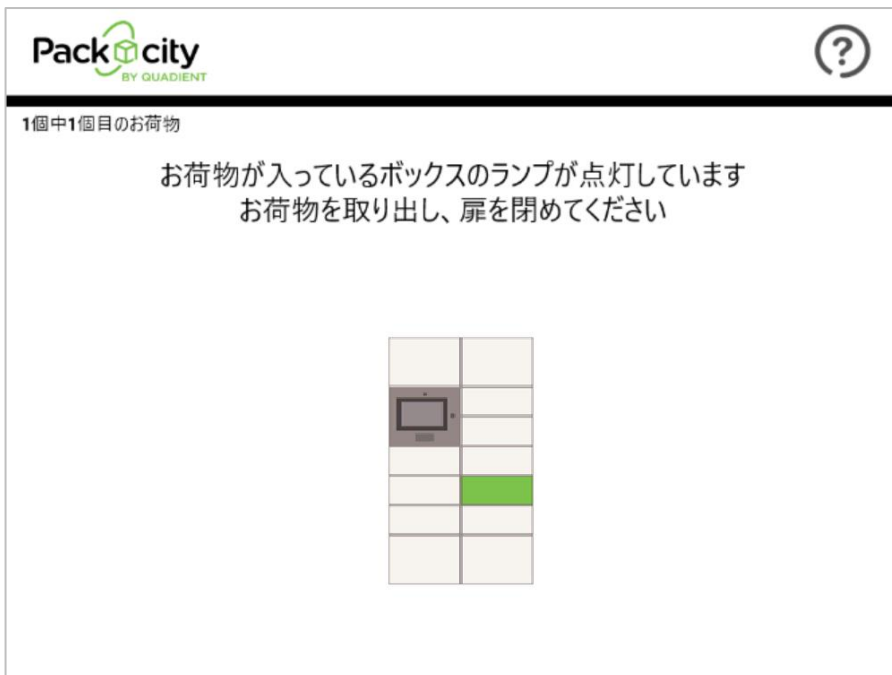 Pack city
BY QUADIENT
?
1個中1個目のお荷物
お荷物が入っているボックスのランプが点灯しています
お荷物を取り出し、扉を閉めてください